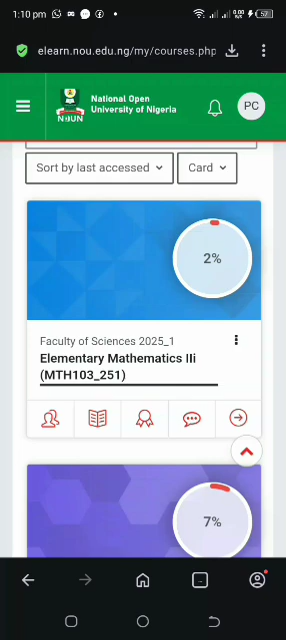 1:10 pm
elearn.nou.edu.ng/my/courses.php
National Open
University of Nigeria
NOUN
PC
Sort by last accessed
Card
2%
Faculty of Sciences 2025_1
Elementary Mathematics IIi
(MTH103_251)
7%